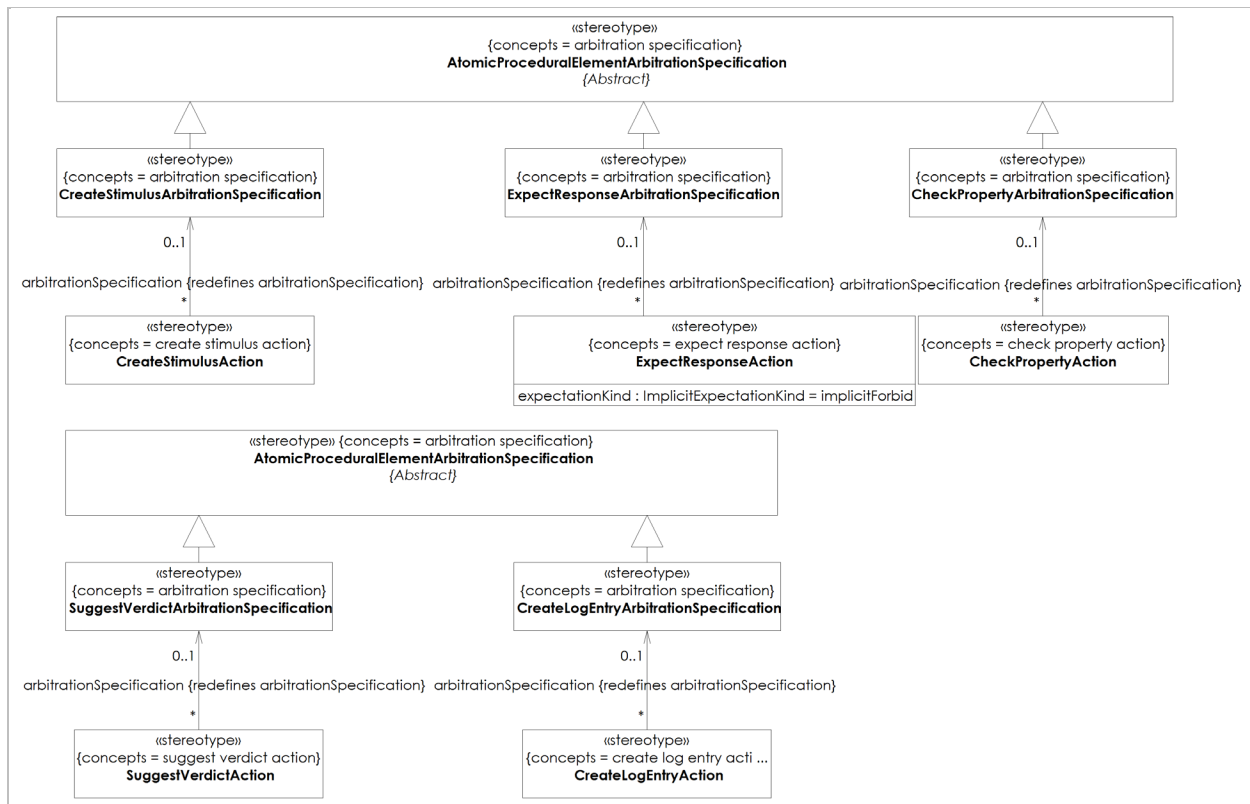 «stereotype»
{concepts = arbitration specification}
AtomicProceduralElementArbitrationSpecification
{Abstract}
«stereotype»
{concepts = arbitration specification}
CreateStimulusArbitrationSpecification
«stereotype»
{concepts = arbitration specification}
ExpectResponseArbitrationSpecification
«stereotype»
{concepts = arbitration specification}
CheckPropertyArbitrationSpecification
0..1
0..1
0..1
arbitrationSpecification {redefines arbitrationSpecification}
arbitrationSpecification {redefines arbitrationSpecification}
arbitrationSpecification {redefines arbitrationSpecification}
*
*
*
«stereotype»
{concepts = create stimulus action}
CreateStimulusAction
«stereotype»
{concepts = expect response action}
ExpectResponseAction
expectationKind : ImplicitExpectationKind = implicitForbid
«stereotype»
{concepts = check property action}
CheckPropertyAction
«stereotype» {concepts = arbitration specification}
AtomicProceduralElementArbitrationSpecification
{Abstract}
«stereotype»
{concepts = arbitration specification}
SuggestVerdictArbitrationSpecification
«stereotype»
{concepts = arbitration specification}
CreateLogEntryArbitrationSpecification
0..1
0..1
arbitrationSpecification {redefines arbitrationSpecification}
arbitrationSpecification {redefines arbitrationSpecification}
*
*
«stereotype»
{concepts = suggest verdict action}
SuggestVerdictAction
«stereotype»
{concepts = create log entry acti ...
CreateLogEntryAction